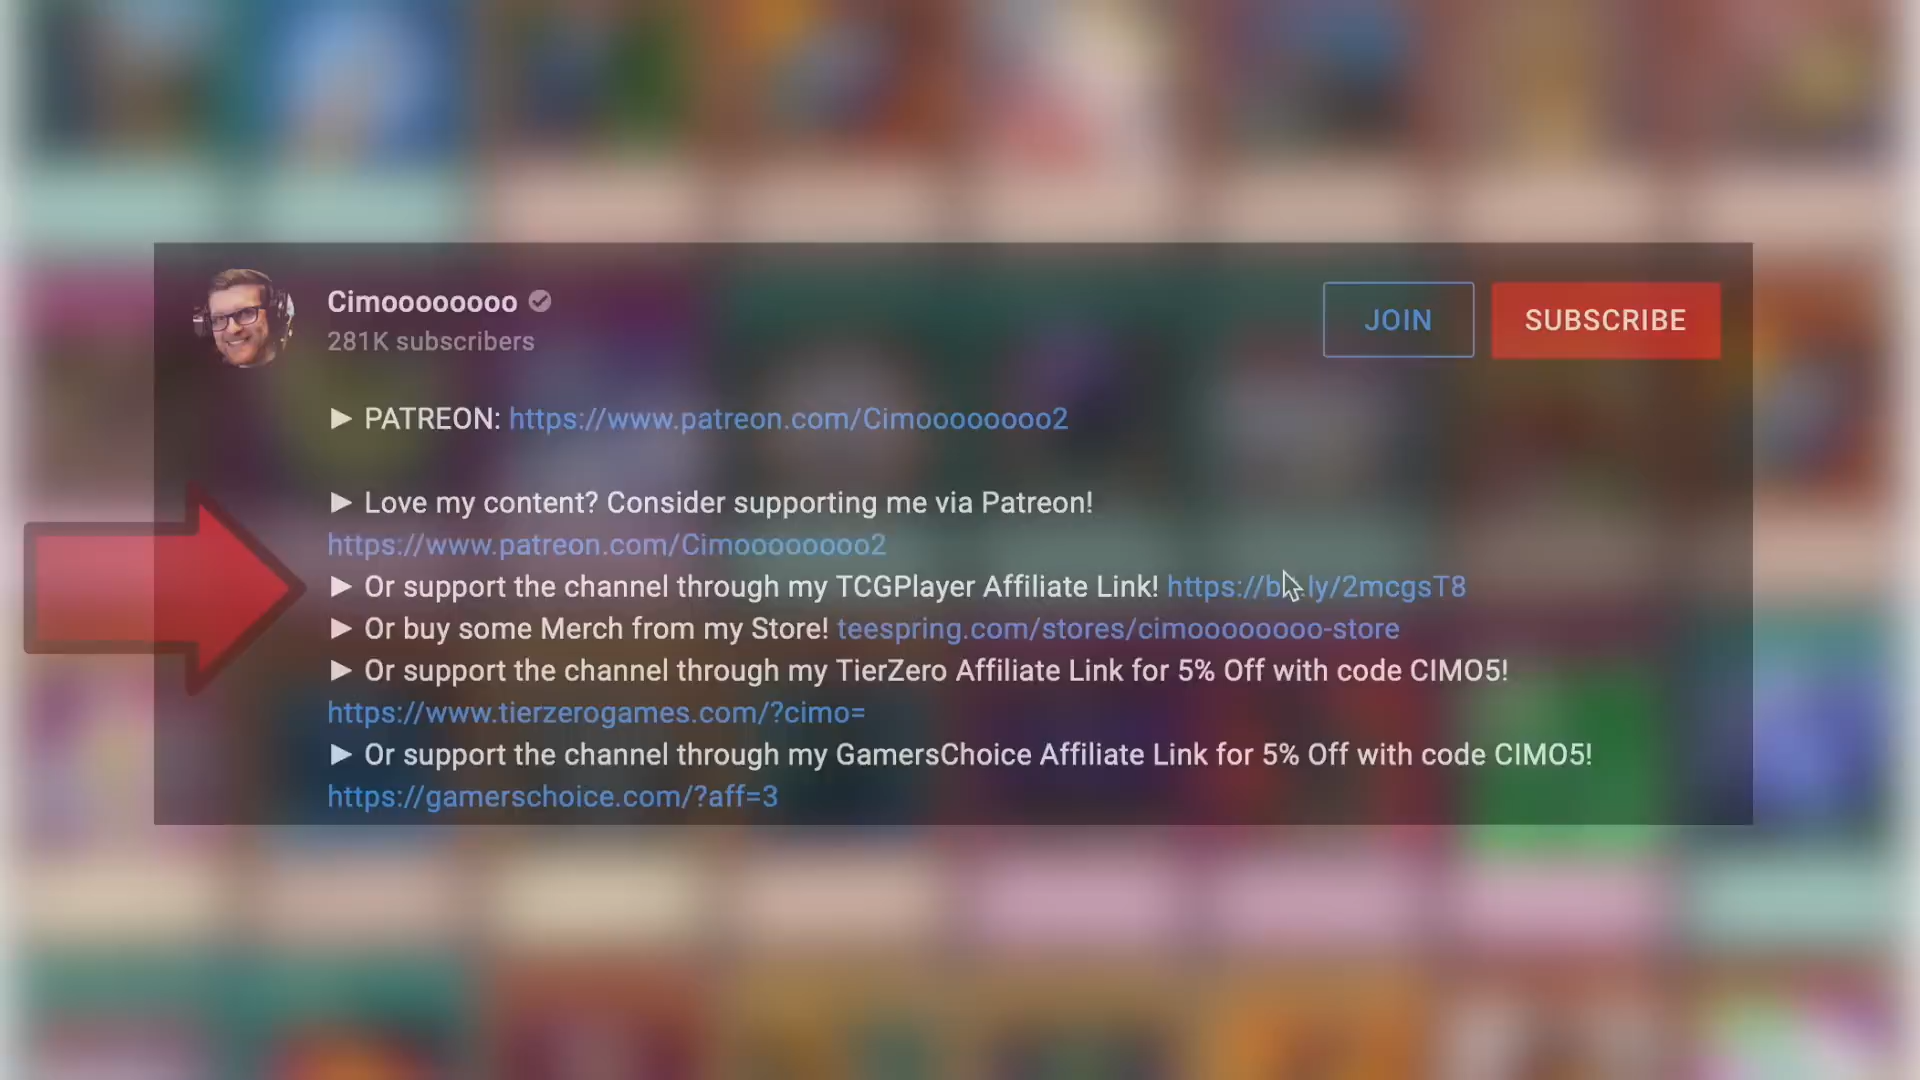 Cimoooooooo
281K subscribers
JOIN
SUBSCRIBE
► PATREON: https://www.patreon.com/Cimoooooooo2
► Love my content? Consider supporting me via Patreon!
https://www.patreon.com/Cimoooooooo2
► Or support the channel through my TCGPlayer Affiliate Link! https://bit.ly/2mcgsT8
► Or buy some Merch from my Store! teespring.com/stores/cimoooooooo-store
► Or support the channel through my TierZero Affiliate Link for 5% Off with code CIMO5!
https://www.tierzerogames.com/?cimo=
► Or support the channel through my GamersChoice Affiliate Link for 5% Off with code CIMO5!
https://gamerschoice.com/?aff=3